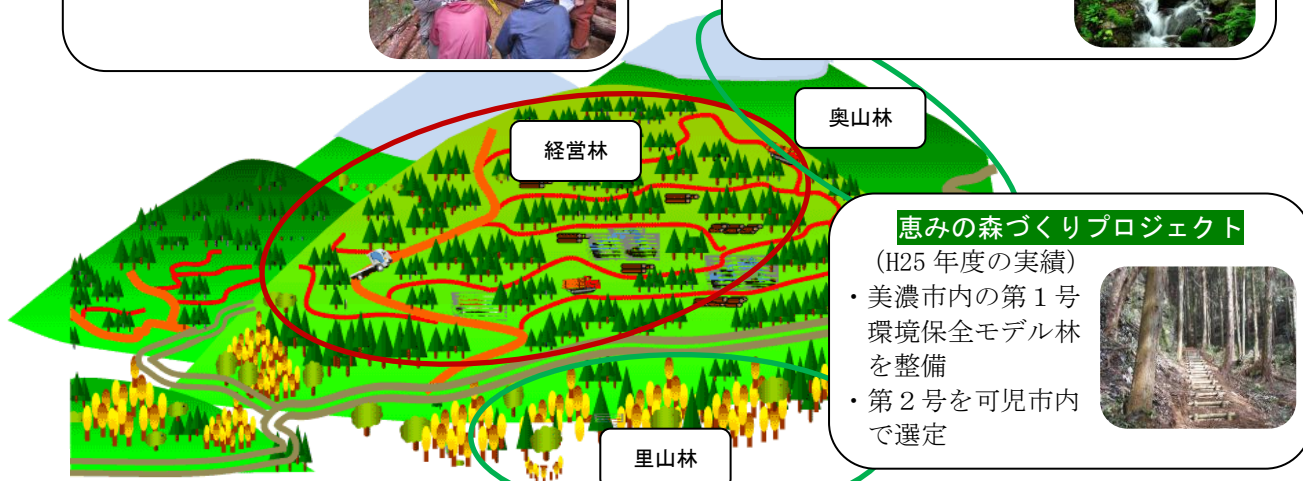 奥山林
経営林
恵みの森づくりプロジェクト
（H25 年度の実績）
・美濃市内の第１号
環境保全モデル林
を整備
・第２号を可児市内
で選定
里山林